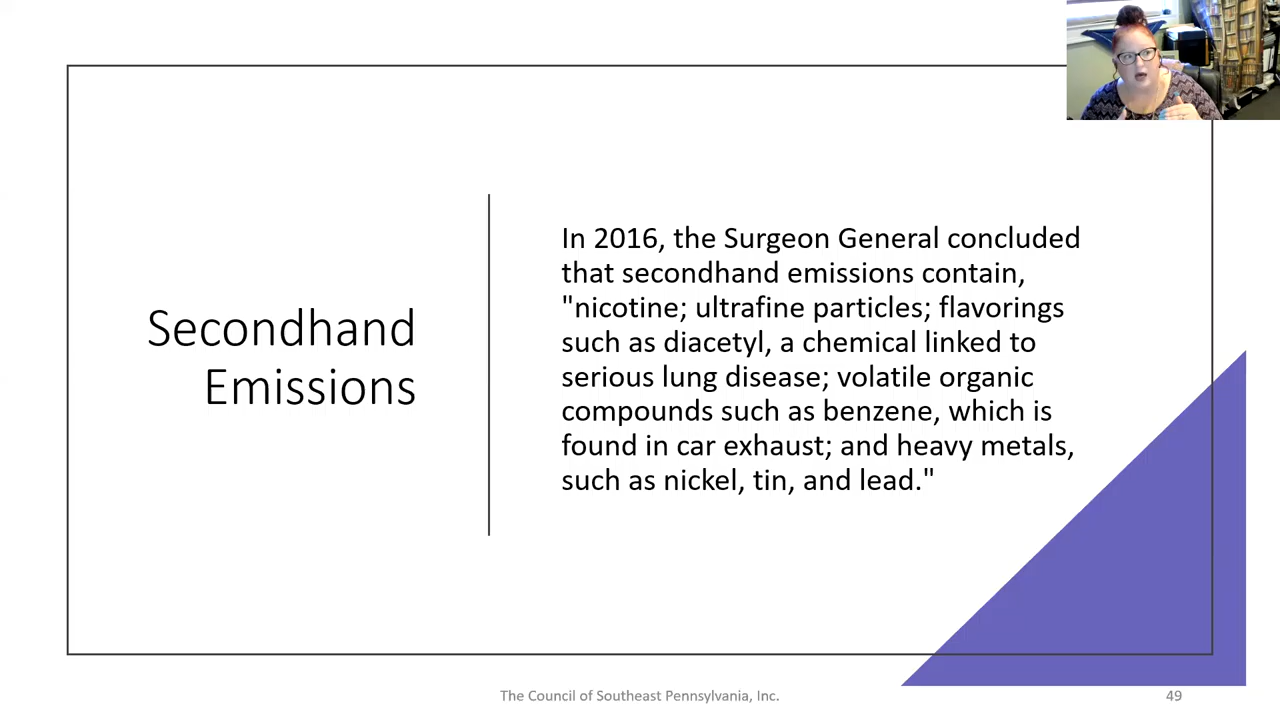 Secondhand
Emissions
In 2016, the Surgeon General concluded
that secondhand emissions contain,
"nicotine; ultrafine particles; flavorings
such as diacetyl, a chemical linked to
serious lung disease; volatile organic
compounds such as benzene, which is
found in car exhaust; and heavy metals,
such as nickel, tin, and lead."
The Council of Southeast Pennsylvania, Inc.
49